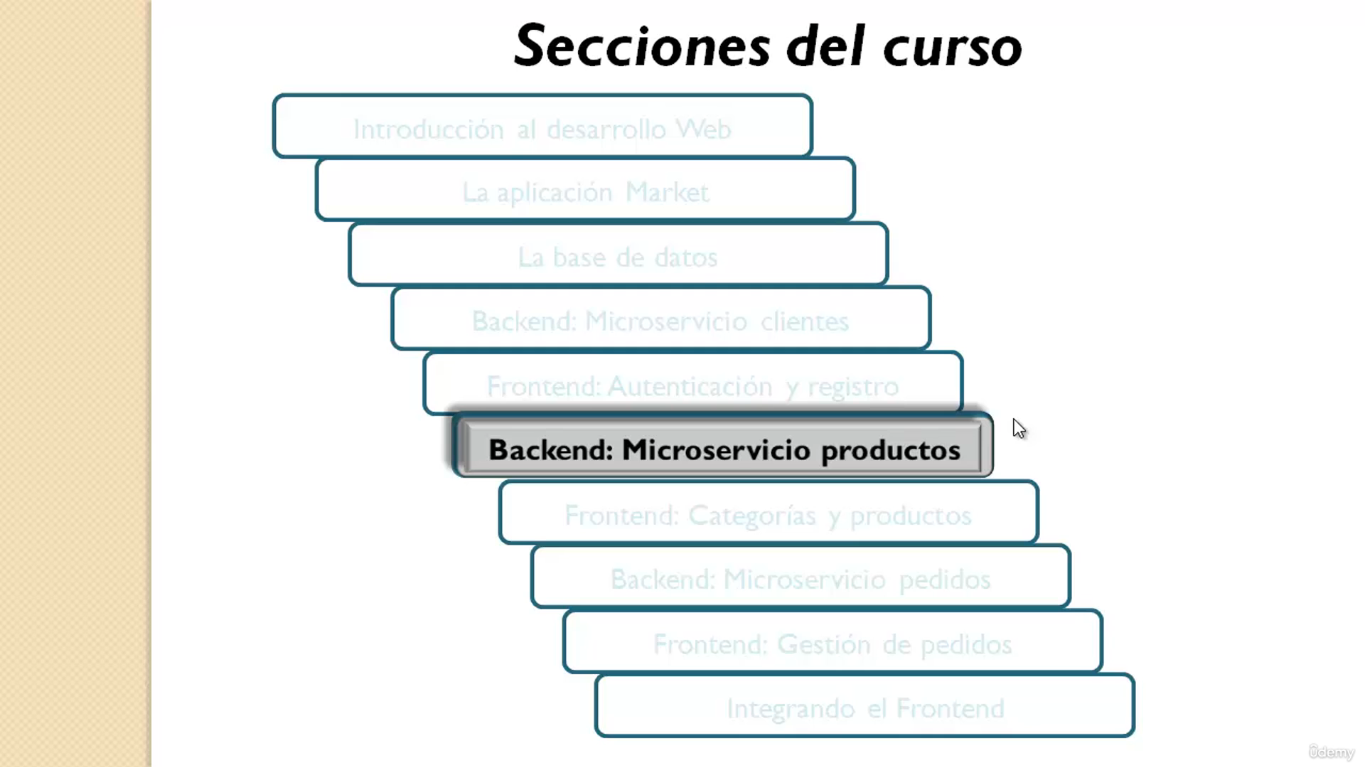 Secciones del curso
Introducción al desarrollo Web
La aplicación Market
La base de datos
Backend: Microservicio clientes
Frontend: Autenticación y registro
Backend: Microservicio productos
Frontend: Categorías y productos
Backend: Microservicio pedidos
Frontend: Gestión de pedidos
Integrando el Frontend
ûdemy